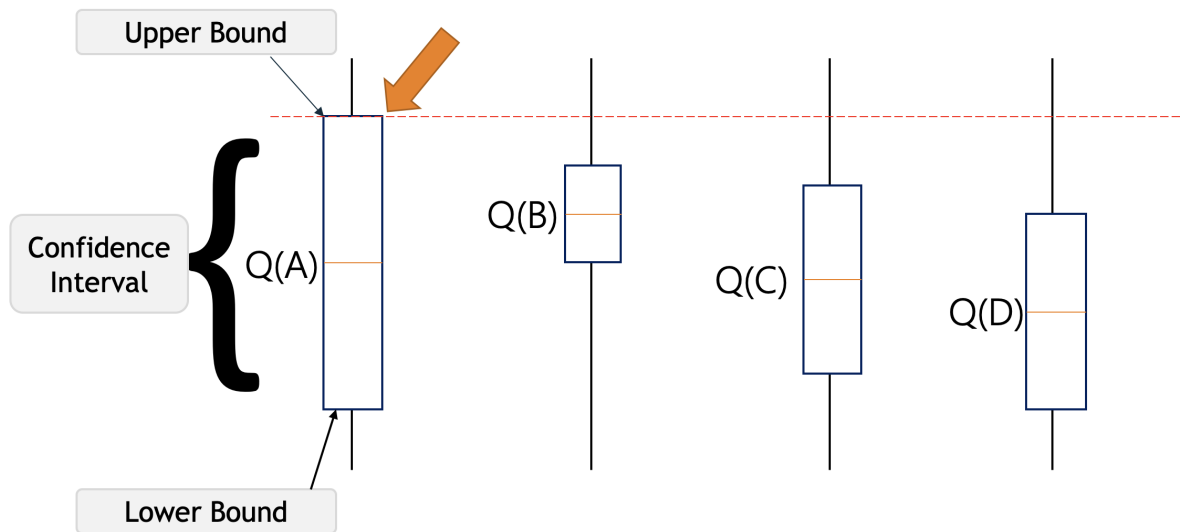 Upper Bound
Confidence
Interval
Q(A)
Q(B)
Q(C)
Q(D)
Lower Bound